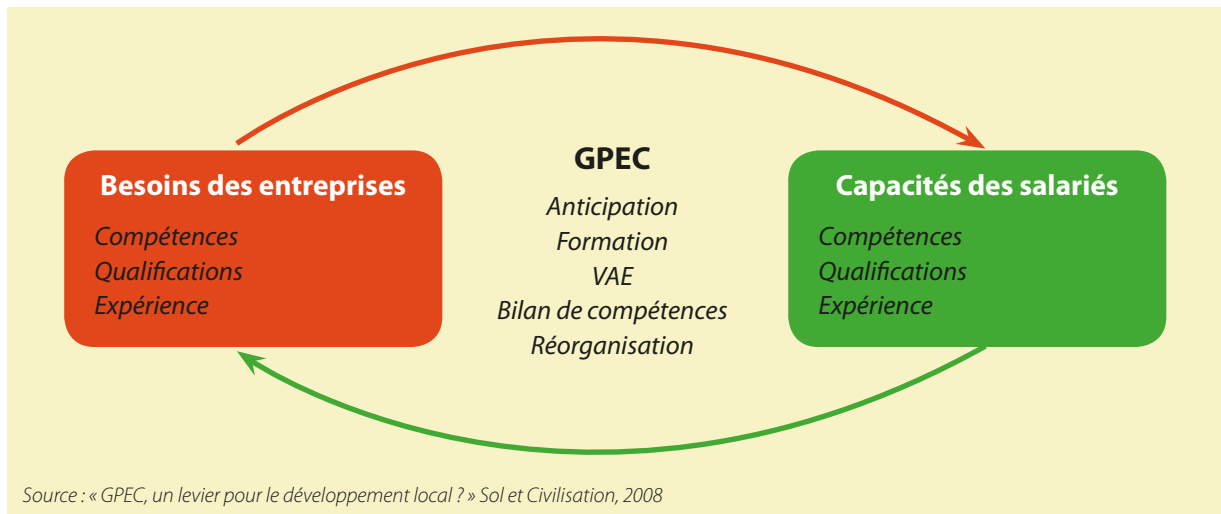 GPEC
Besoins des entreprises
Compétences
Qualifications
Expérience
Anticipation
Formation
VAE
Bilan de compétences
Réorganisation
Capacités des salariés
Compétences
Qualifications
Expérience
Source : « GPEC, un levier pour le développement local ? » Sol et Civilisation, 2008